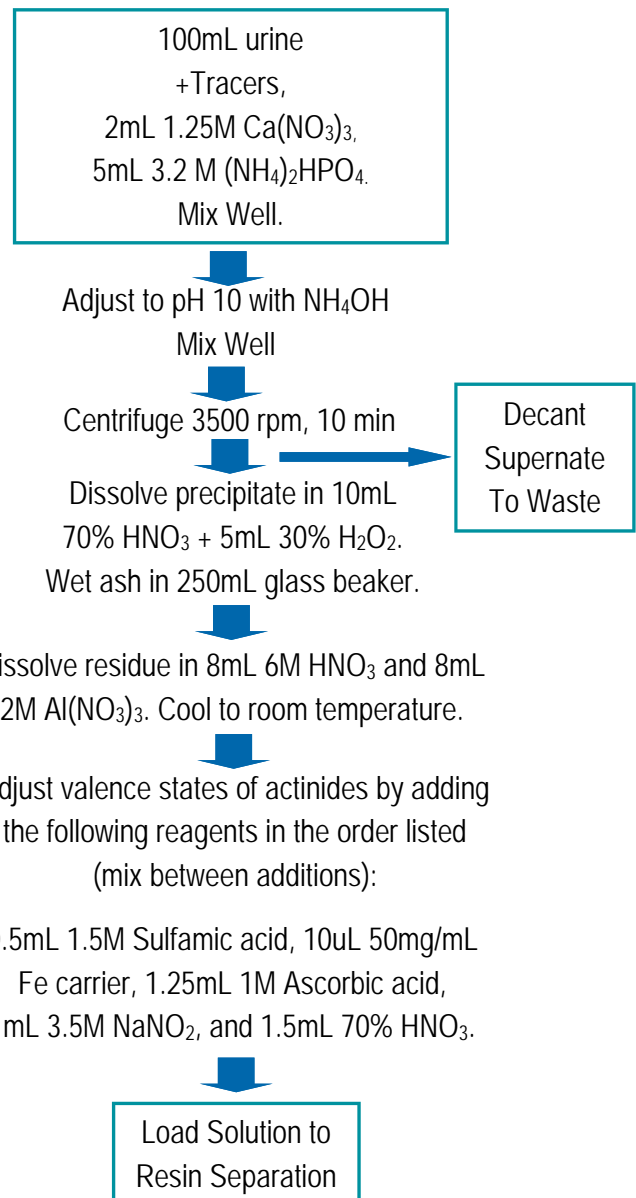 100mL urine
+Tracers,
2mL 1.25M Ca(NO₃)₃,
5mL 3.2 M (NH₄)₂HPO₄.
Mix Well.
Adjust to pH 10 with NH₄OH
Mix Well
Centrifuge 3500 rpm, 10 min
Decant
Supernate
To Waste
Dissolve precipitate in 10mL
70% HNO₃ + 5mL 30% H₂O₂.
Wet ash in 250mL glass beaker.
issolve residue in 8mL 6M HNO₃ and 8mL
2M Al(NO₃)₃. Cool to room temperature.
djust valence states of actinides by adding
the following reagents in the order listed
(mix between additions):
.5mL 1.5M Sulfamic acid, 10uL 50mg/mL
Fe carrier, 1.25mL 1M Ascorbic acid,
mL 3.5M NaNO₂, and 1.5mL 70% HNO₃.
Load Solution to
Resin Separation